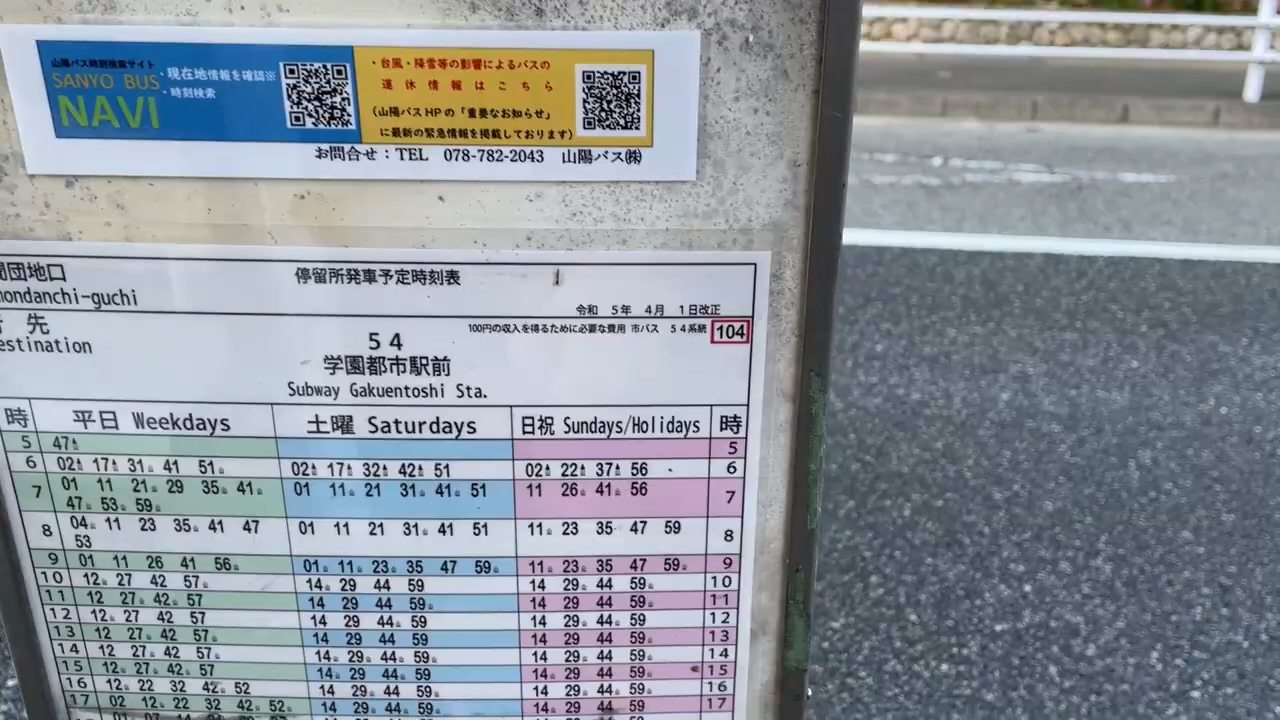 山陽バス時刻検索サイト
SANYO BUS
NAVI
・現在地情報を確認※
・時刻検索
・台風・降雪等の影響によるバスの
運休情報はこちら
(山陽バスHPの「重要なお知らせ」
に最新の緊急情報を掲載しております)
お問合せ：TEL 078-782-2043 山陽バス㈱
団地口
停留所発車予定時刻表
ondanchi-guchi
令和 5年 4月 1日改正
先
estination
100円の収入を得るために必要な費用 市バス 54系統 104
54
学園都市駅前
Subway Gakuentoshi Sta.
時 平日 Weekdays 土曜 Saturdays 日祝 Sundays/Holidays 時
5 47 5
6 02 17 31 41 51 02 17 32 42 51 02 22 37 56 6
7 01 11 21 29 35 41 01 11 21 31 41 51 11 26 41 56 7
47 53 59
8 04 11 23 35 41 47 01 11 21 31 41 51 11 23 35 47 59 8
53
9 01 11 26 41 56 01 11 23 35 47 59 11 23 35 47 59 9
10 12 27 42 57 14 29 44 59 14 29 44 59 10
11 12 27 42 57 14 29 44 59 14 29 44 59 11
12 12 27 42 57 14 29 44 59 14 29 44 59 12
13 12 27 42 57 14 29 44 59 14 29 44 59 13
14 12 27 42 57 14 29 44 59 14 29 44 59 14
15 12 27 42 57 14 29 44 59 14 29 44 59 15
16 12 22 32 42 52 14 29 44 59 14 29 44 59 16
17 02 12 22 32 42 52 14 29 44 59 14 29 44 59 17